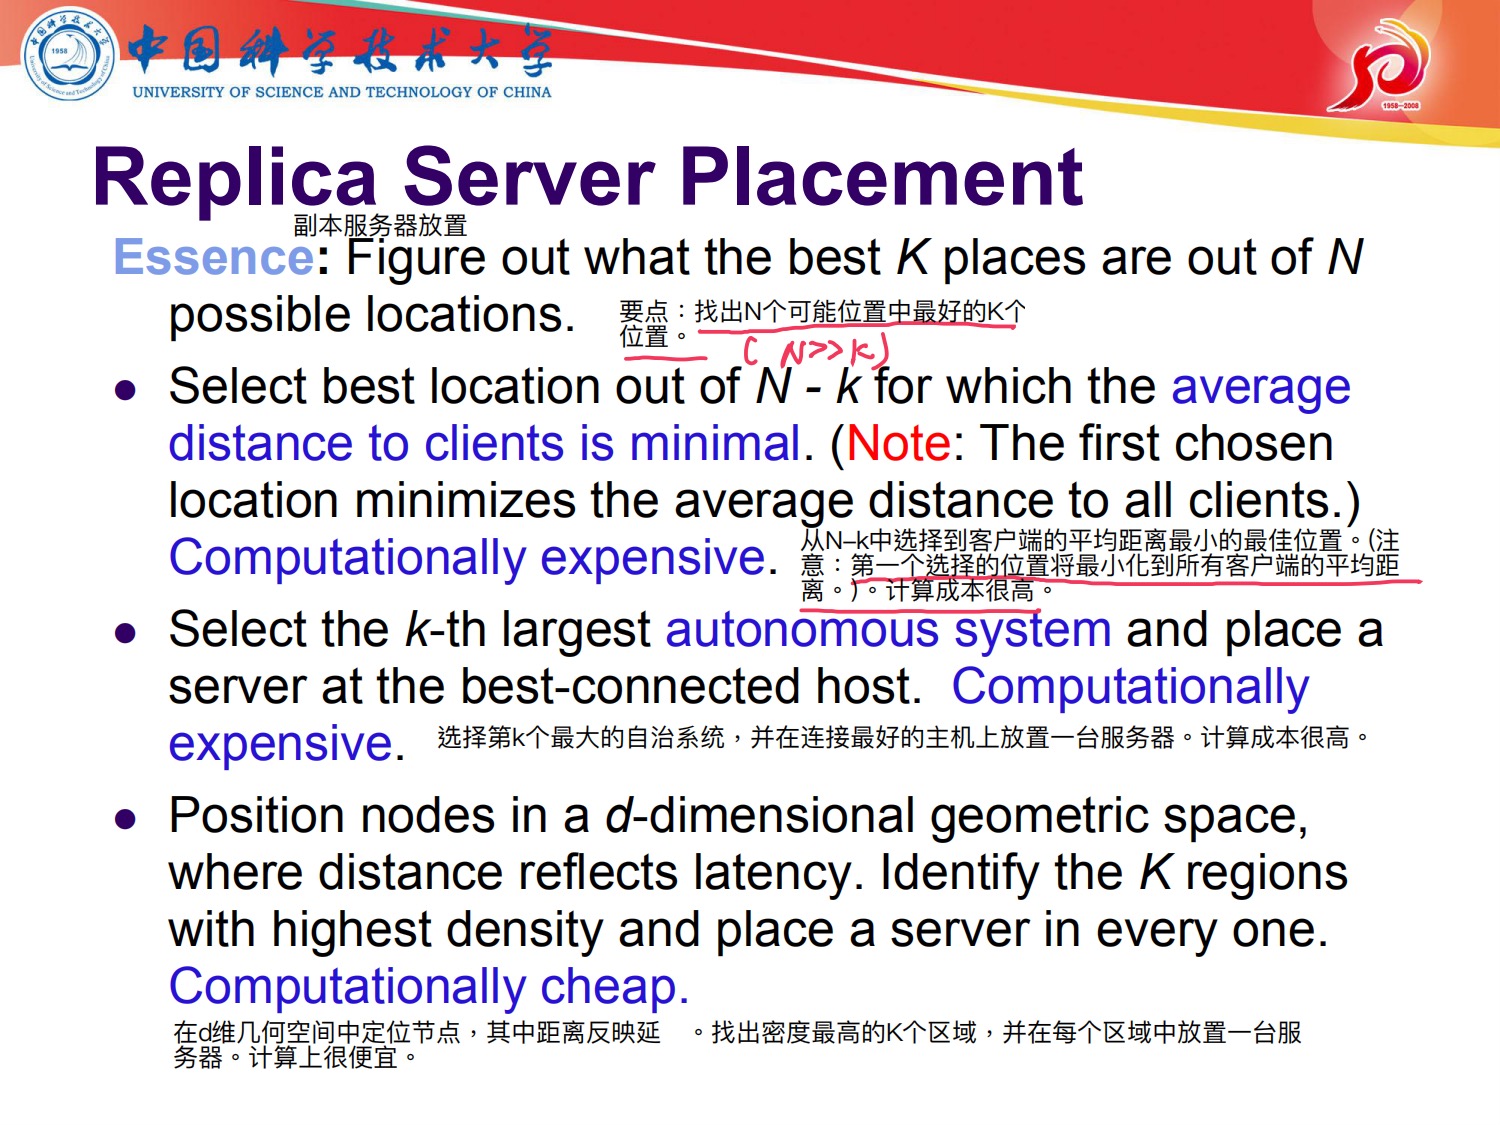 中国科学技术大学
1958
UNIVERSITY OF SCIENCE AND TECHNOLOGY OF CHINA
1958—2008
Replica Server Placement
副本服务器放置
Essence: Figure out what the best K places are out of N
possible locations.
要点：找出N个可能位置中最好的K个
位置。
( N>>k)
Select best location out of N - k for which the average
distance to clients is minimal. (Note: The first chosen
location minimizes the average distance to all clients.)
Computationally expensive.
从N–k中选择到客户端的平均距离最小的最佳位置。(注
意：第一个选择的位置将最小化到所有客户端的平均距
离。)。计算成本很高。
Select the k-th largest autonomous system and place a
server at the best-connected host. Computationally
expensive.
选择第k个最大的自治系统，并在连接最好的主机上放置一台服务器。计算成本很高。
Position nodes in a d-dimensional geometric space,
where distance reflects latency. Identify the K regions
with highest density and place a server in every one.
Computationally cheap.
在d维几何空间中定位节点，其中距离反映延 。找出密度最高的K个区域，并在每个区域中放置一台服
务器。计算上很便宜。